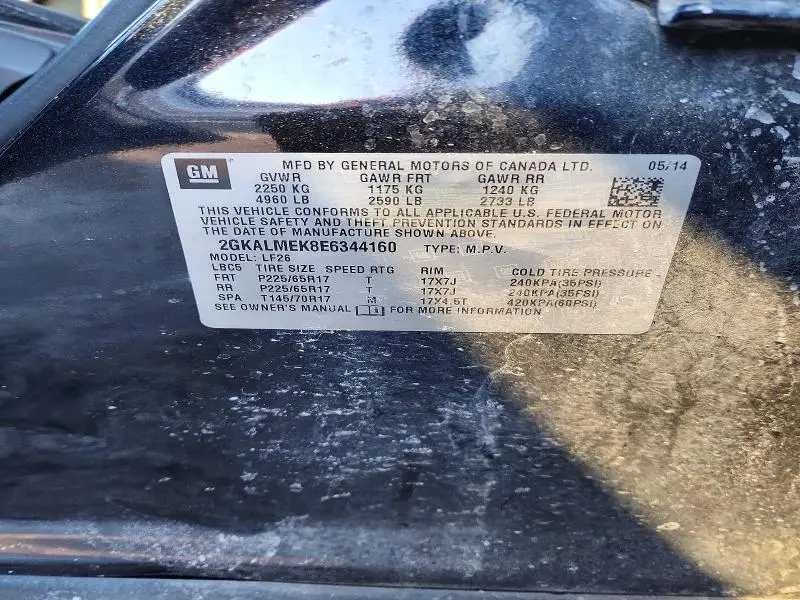 GM MFD BY GENERAL MOTORS OF CANADA LTD. 05/14
GVWR GAWR FRT GAWR RR
2250 KG 1175 KG 1240 KG
4960 LB 2590 LB 2733 LB
THIS VEHICLE CONFORMS TO ALL APPLICABLE U.S. FEDERAL MOTOR
VEHICLE SAFETY AND THEFT PREVENTION STANDARDS IN EFFECT ON
THE DATE OF MANUFACTURE SHOWN ABOVE.
2GKALMEK8E6344160 TYPE: M.P.V.
MODEL: LF26
LBC5 TIRE SIZE SPEED RTG RIM COLD TIRE PRESSURE
FRT P225/65R17 T 17X7J 240KPA(35PSI)
RR P225/65R17 T 17X7J 240KPA(35PSI)
SPA T145/70R17 M 17X4.5T 420KPA(60PSI)
SEE OWNER'S MANUAL FOR MORE INFORMATION